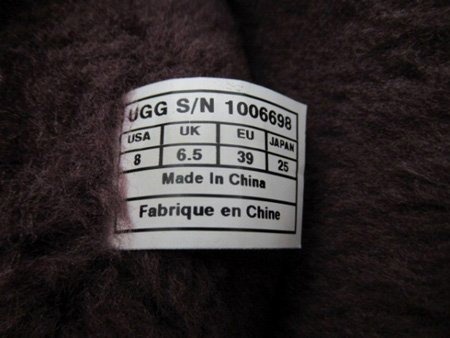 UGG S/N 1006698
USA UK EU JAPAN
8 6.5 39 25
Made In China
Fabrique en Chine